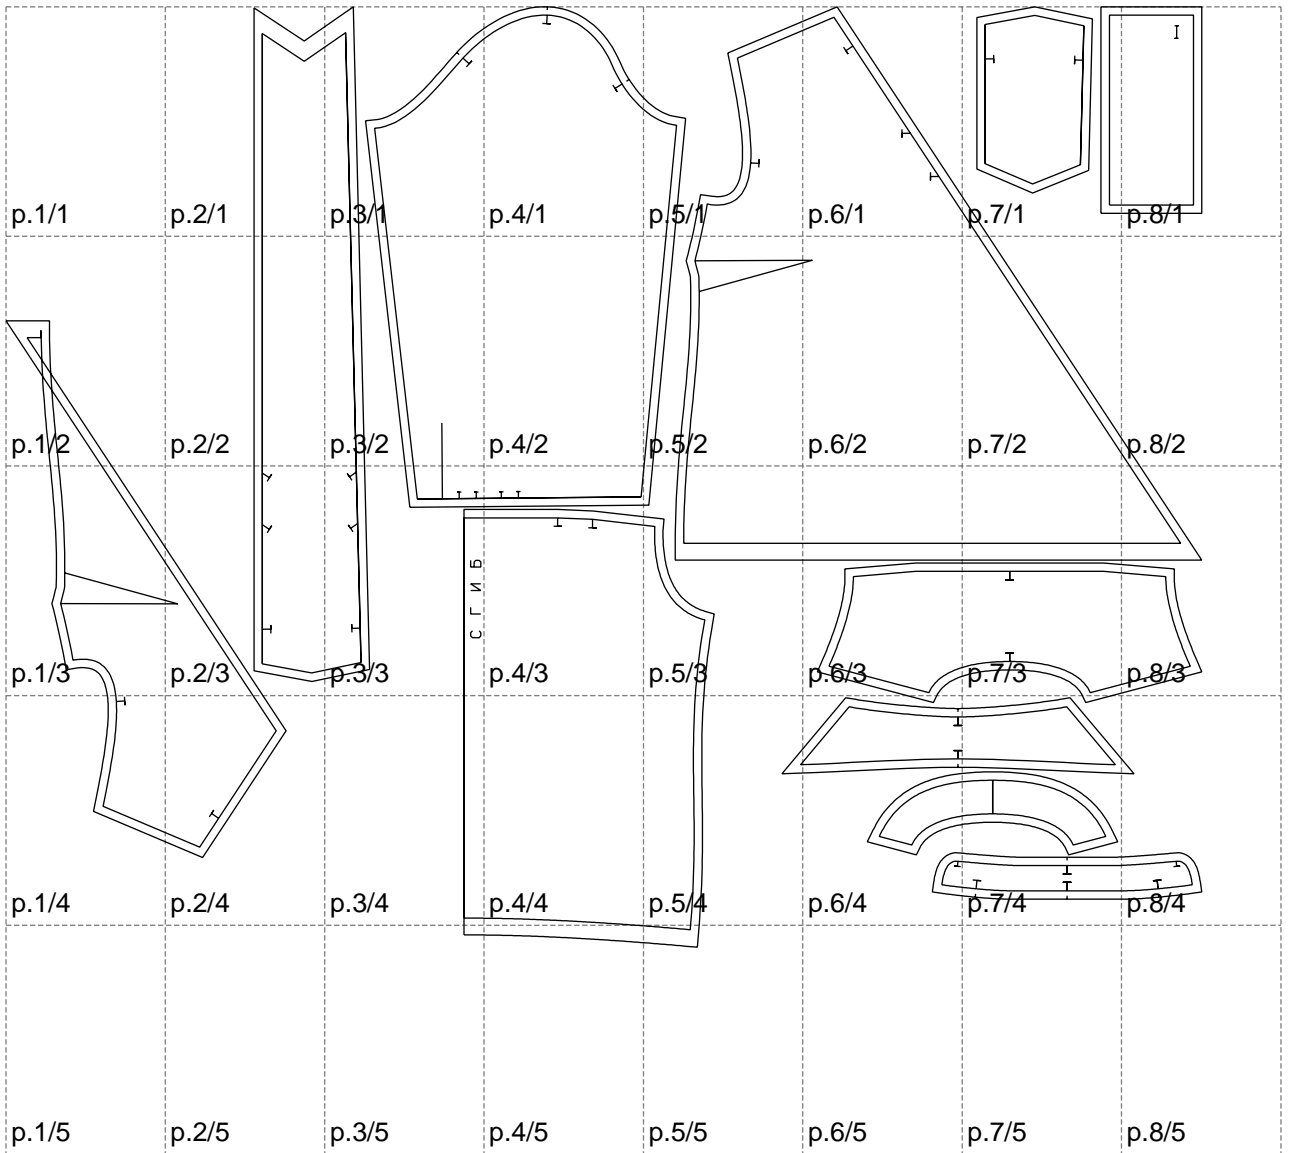 p.1/1 p.2/1 p.3/1 p.4/1 p.5/1 p.6/1 p.7/1 p.8/1
p.1/2 p.2/2 p.3/2 p.4/2 p.5/2 p.6/2 p.7/2 p.8/2
СГИБ
p.1/3 p.2/3 p.3/3 p.4/3 p.5/3 p.6/3 p.7/3 p.8/3
p.1/4 p.2/4 p.3/4 p.4/4 p.5/4 p.6/4 p.7/4 p.8/4
p.1/5 p.2/5 p.3/5 p.4/5 p.5/5 p.6/5 p.7/5 p.8/5